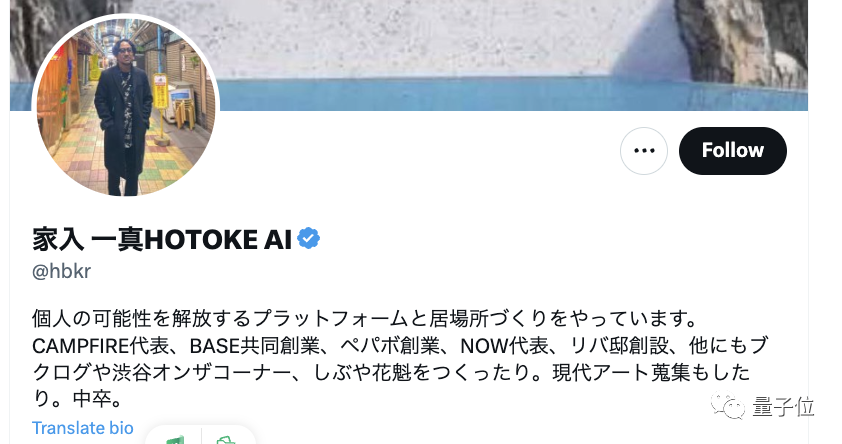 Follow
家入 一真HOTOKE AI
@hbkr
個人の可能性を解放するプラットフォームと居場所づくりをやっています。
CAMPFIRE代表、BASE共同創業、ペパボ創業、NOW代表、リバ邸創設、他にもブ
クログや渋谷オンザコーナー、しぶや花魁をつくったり。現代アート蒐集もした
り。中卒。
量子位
Translate bio